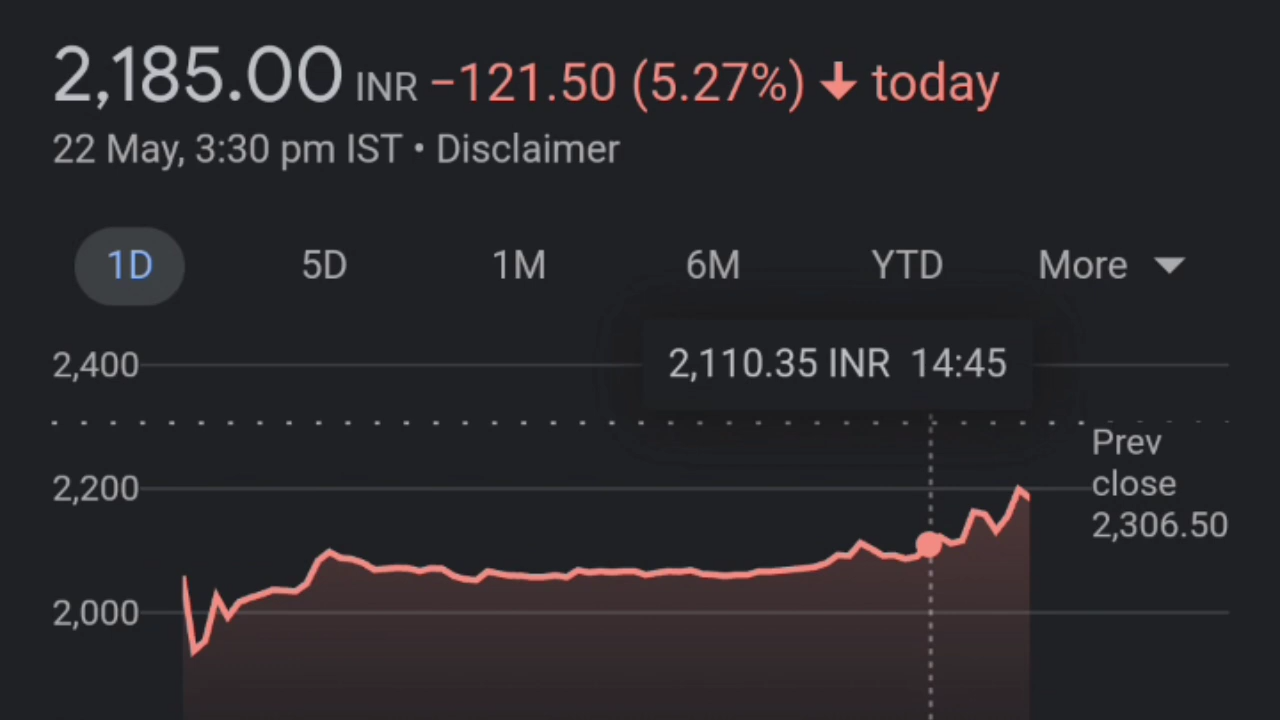 2,185.00 INR −121.50 (5.27%) ↓ today
22 May, 3:30 pm IST • Disclaimer
1D 5D 1M 6M YTD More
2,110.35 INR 14:45
2,400
Prev
close
2,306.50
2,200
2,000